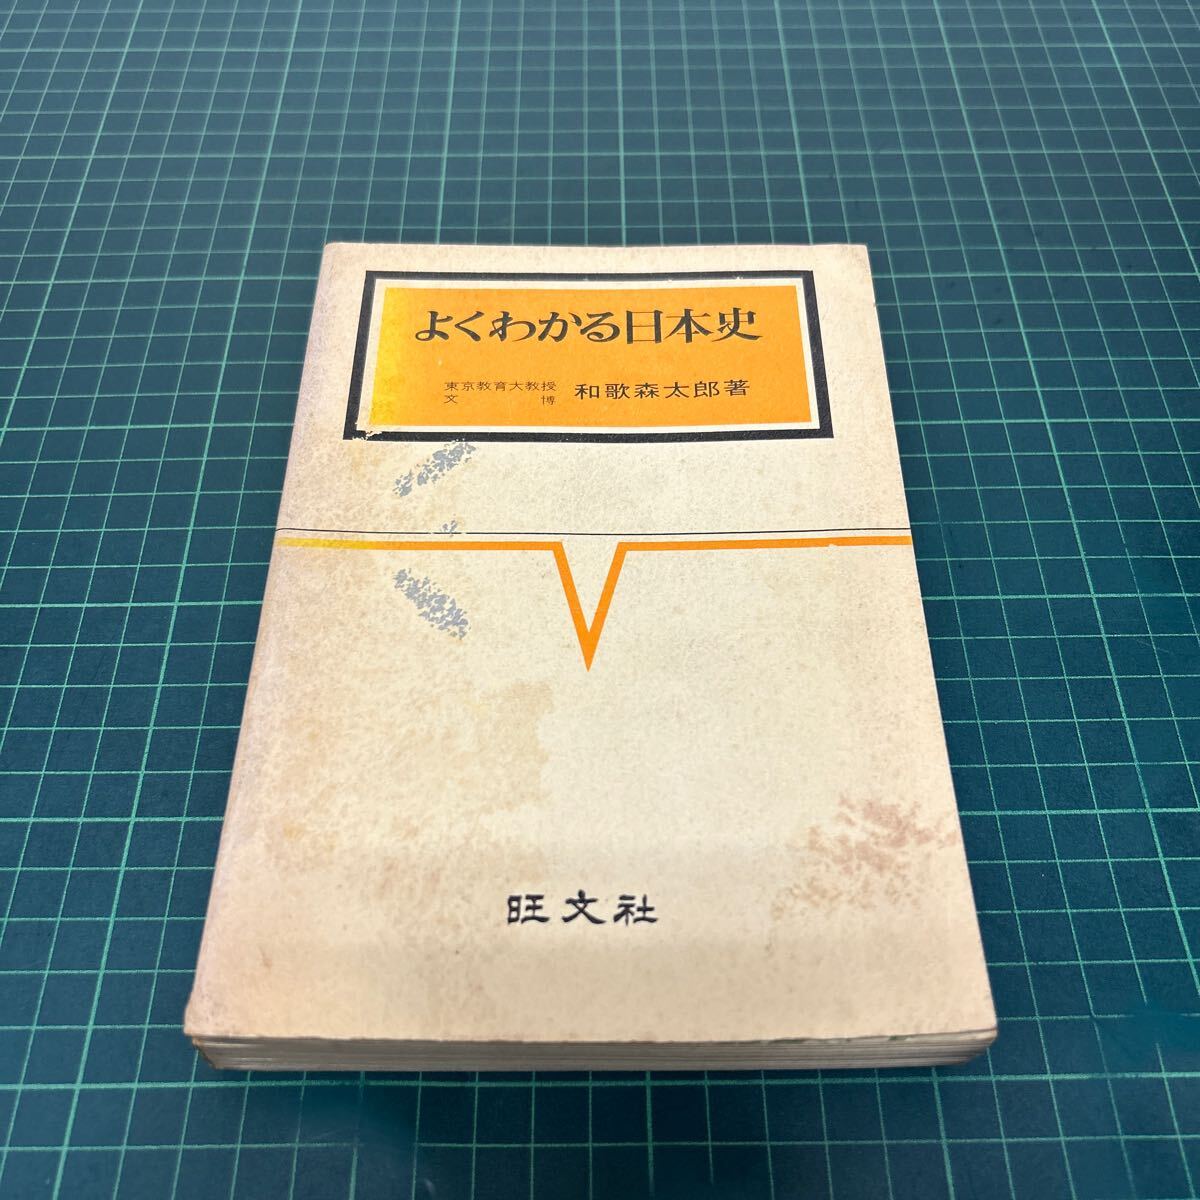 よくわかる日本史
東京教育大教授
文博
和歌森太郎著
旺文社